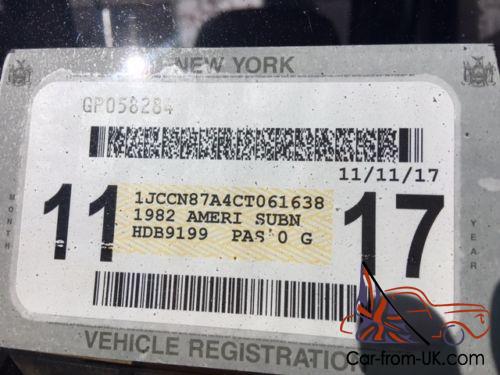 NEW YORK
GP058284
11/11/17
MONTH
11
1JCCN87A4CT061638
1982 AMERI SUBN
HDB9199 PAS 0 G
17
YEAR
VEHICLE REGISTRATION
Car-from-UK.com